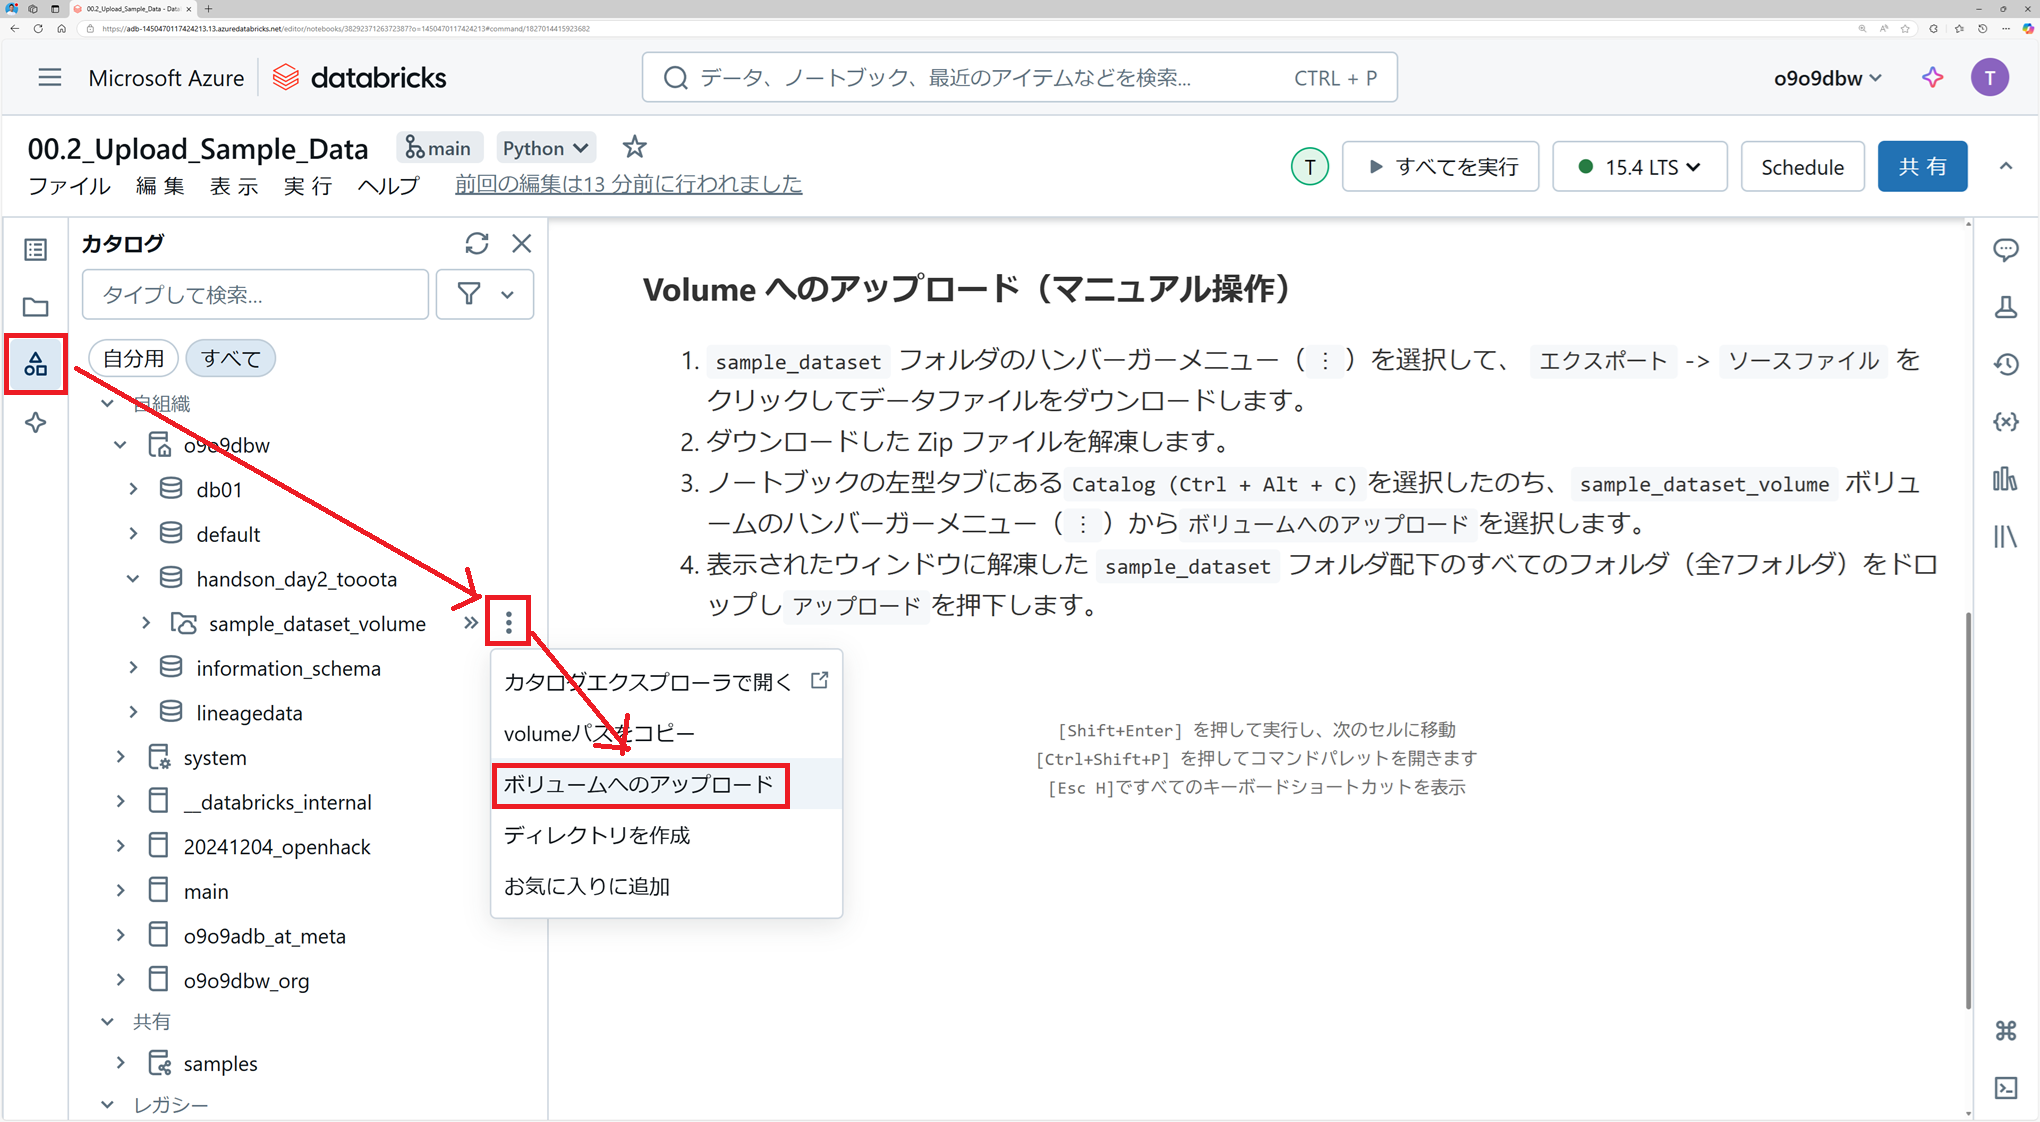 00.2_Upload_Sample_Data - Data
https://adb-1450470117424213.13.azuredatabricks.net/editor/notebooks/3829237126372387?o=1450470117424213#command/1827014415923682
Microsoft Azure
databricks
データ、ノートブック、最近のアイテムなどを検索...
CTRL + P
o9o9dbw
T
00.2_Upload_Sample_Data
main
Python
ファイル 編集 表示 実行 ヘルプ
前回の編集は13 分前に行われました
T
すべてを実行
15.4 LTS
Schedule
共有
カタログ
タイプして検索...
自分用
すべて
自組織
o9o9dbw
db01
default
handson_day2_tooota
sample_dataset_volume
information_schema
lineagedata
system
__databricks_internal
20241204_openhack
main
o9o9adb_at_meta
o9o9dbw_org
共有
samples
レガシー
カタログエクスプローラで開く
volumeパスをコピー
ボリュームへのアップロード
ディレクトリを作成
お気に入りに追加
Volume へのアップロード（マニュアル操作）
1. sample_dataset フォルダのハンバーガーメニュー（ ⋮ ）を選択して、 エクスポート -> ソースファイル を
クリックしてデータファイルをダウンロードします。
2. ダウンロードした Zip ファイルを解凍します。
3. ノートブックの左型タブにある Catalog (Ctrl + Alt + C) を選択したのち、 sample_dataset_volume ボリュ
ームのハンバーガーメニュー（ ⋮ ）から ボリュームへのアップロード を選択します。
4. 表示されたウィンドウに解凍した sample_dataset フォルダ配下のすべてのフォルダ（全7フォルダ）をドロ
ップし アップロード を押下します。
[Shift+Enter] を押して実行し、次のセルに移動
[Ctrl+Shift+P] を押してコマンドパレットを開きます
[Esc H]ですべてのキーボードショートカットを表示